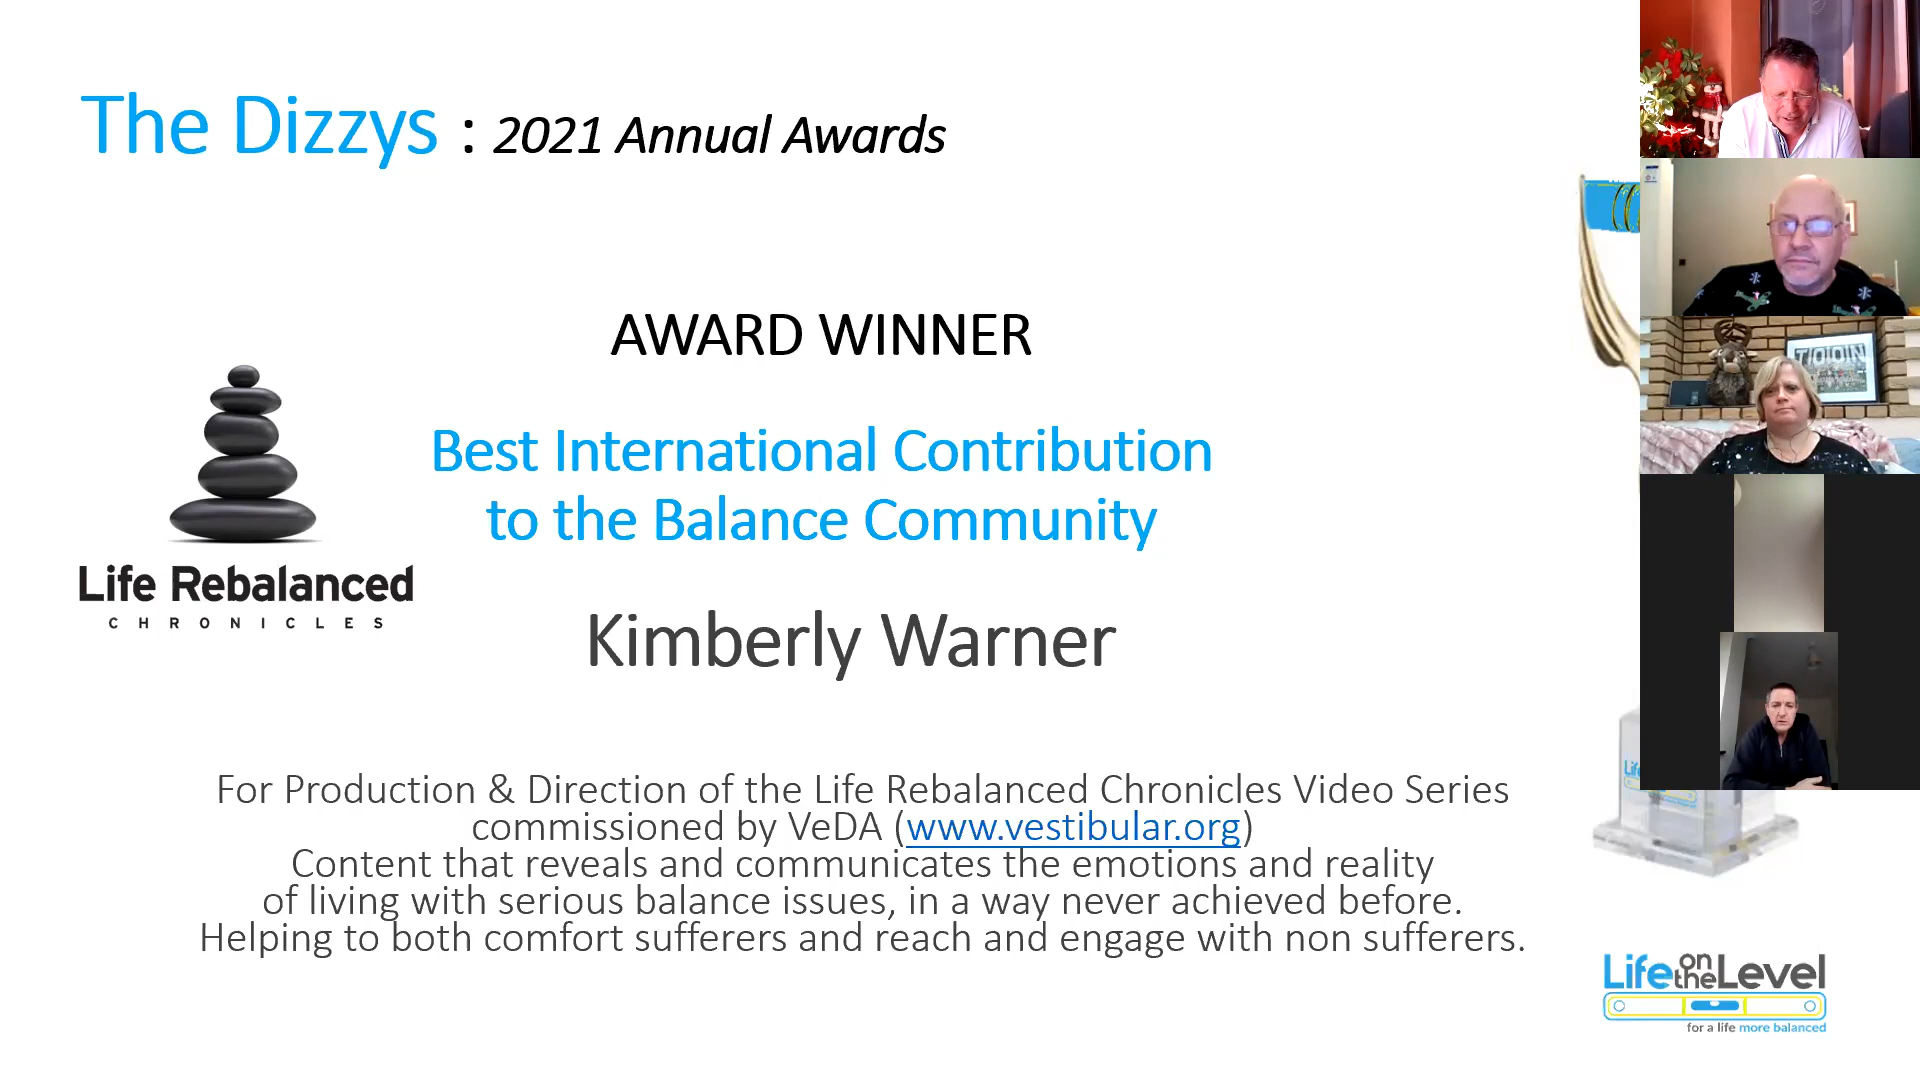 The Dizzys : 2021 Annual Awards
AWARD WINNER
Best International Contribution
to the Balance Community
Life Rebalanced
CHRONICLES
Kimberly Warner
For Production & Direction of the Life Rebalanced Chronicles Video Series
commissioned by VeDA (www.vestibular.org)
Content that reveals and communicates the emotions and reality
of living with serious balance issues, in a way never achieved before.
Helping to both comfort sufferers and reach and engage with non sufferers.
TOON
Life on the Level
for a life more balanced